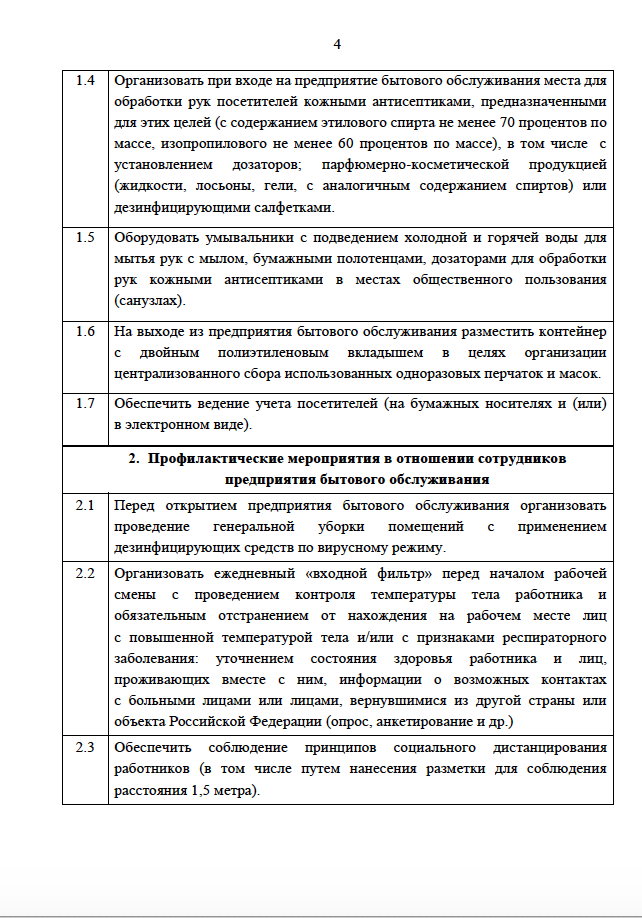 4
1.4 Организовать при входе на предприятие бытового обслуживания места для
обработки рук посетителей кожными антисептиками, предназначенными
для этих целей (с содержанием этилового спирта не менее 70 процентов по
массе, изопропилового не менее 60 процентов по массе), в том числе с
установлением дозаторов; парфюмерно-косметической продукцией
(жидкости, лосьоны, гели, с аналогичным содержанием спиртов) или
дезинфицирующими салфетками.
1.5 Оборудовать умывальники с подведением холодной и горячей воды для
мытья рук с мылом, бумажными полотенцами, дозаторами для обработки
рук кожными антисептиками в местах общественного пользования
(санузлах).
1.6 На выходе из предприятия бытового обслуживания разместить контейнер
с двойным полиэтиленовым вкладышем в целях организации
централизованного сбора использованных одноразовых перчаток и масок.
1.7 Обеспечить ведение учета посетителей (на бумажных носителях и (или)
в электронном виде).
2. Профилактические мероприятия в отношении сотрудников
предприятия бытового обслуживания
2.1 Перед открытием предприятия бытового обслуживания организовать
проведение генеральной уборки помещений с применением
дезинфицирующих средств по вирусному режиму.
2.2 Организовать ежедневный «входной фильтр» перед началом рабочей
смены с проведением контроля температуры тела работника и
обязательным отстранением от нахождения на рабочем месте лиц
с повышенной температурой тела и/или с признаками респираторного
заболевания: уточнением состояния здоровья работника и лиц,
проживающих вместе с ним, информации о возможных контактах
с больными лицами или лицами, вернувшимися из другой страны или
объекта Российской Федерации (опрос, анкетирование и др.)
2.3 Обеспечить соблюдение принципов социального дистанцирования
работников (в том числе путем нанесения разметки для соблюдения
расстояния 1,5 метра).